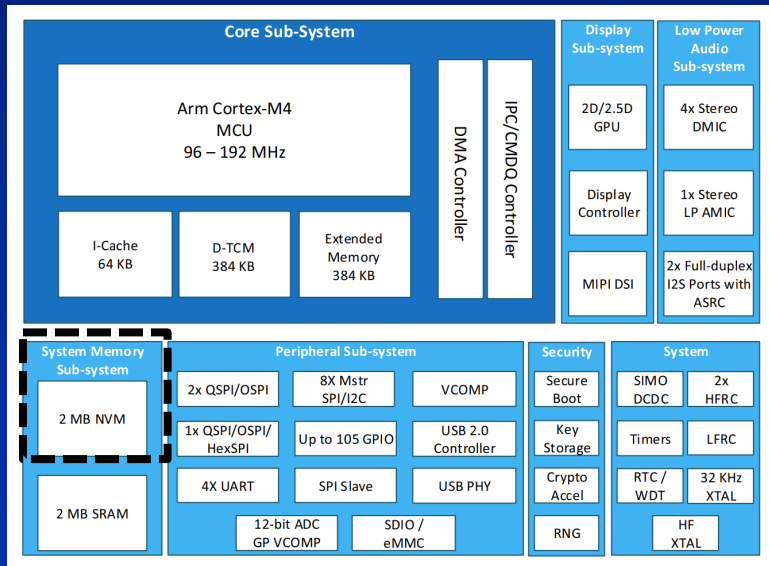 Core Sub-System
Arm Cortex-M4
MCU
96 – 192 MHz
I-Cache
64 KB
D-TCM
384 KB
Extended
Memory
384 KB
DMA Controller
IPC/CMDQ Controller
Display
Sub-system
2D/2.5D
GPU
Display
Controller
MIPI DSI
Low Power
Audio
Sub-system
4x Stereo
DMIC
1x Stereo
LP AMIC
2x Full-duplex
I2S Ports with
ASRC
System Memory
Sub-system
2 MB NVM
2 MB SRAM
Peripheral Sub-system
2x QSPI/OSPI
8X Mstr
SPI/I2C
VCOMP
1x QSPI/OSPI/
HexSPI
Up to 105 GPIO
USB 2.0
Controller
4X UART
SPI Slave
USB PHY
12-bit ADC
GP VCOMP
SDIO /
eMMC
Security
Secure
Boot
Key
Storage
Crypto
Accel
RNG
System
SIMO
DCDC
2x
HFRC
Timers
LFRC
RTC /
WDT
32 KHz
XTAL
HF
XTAL